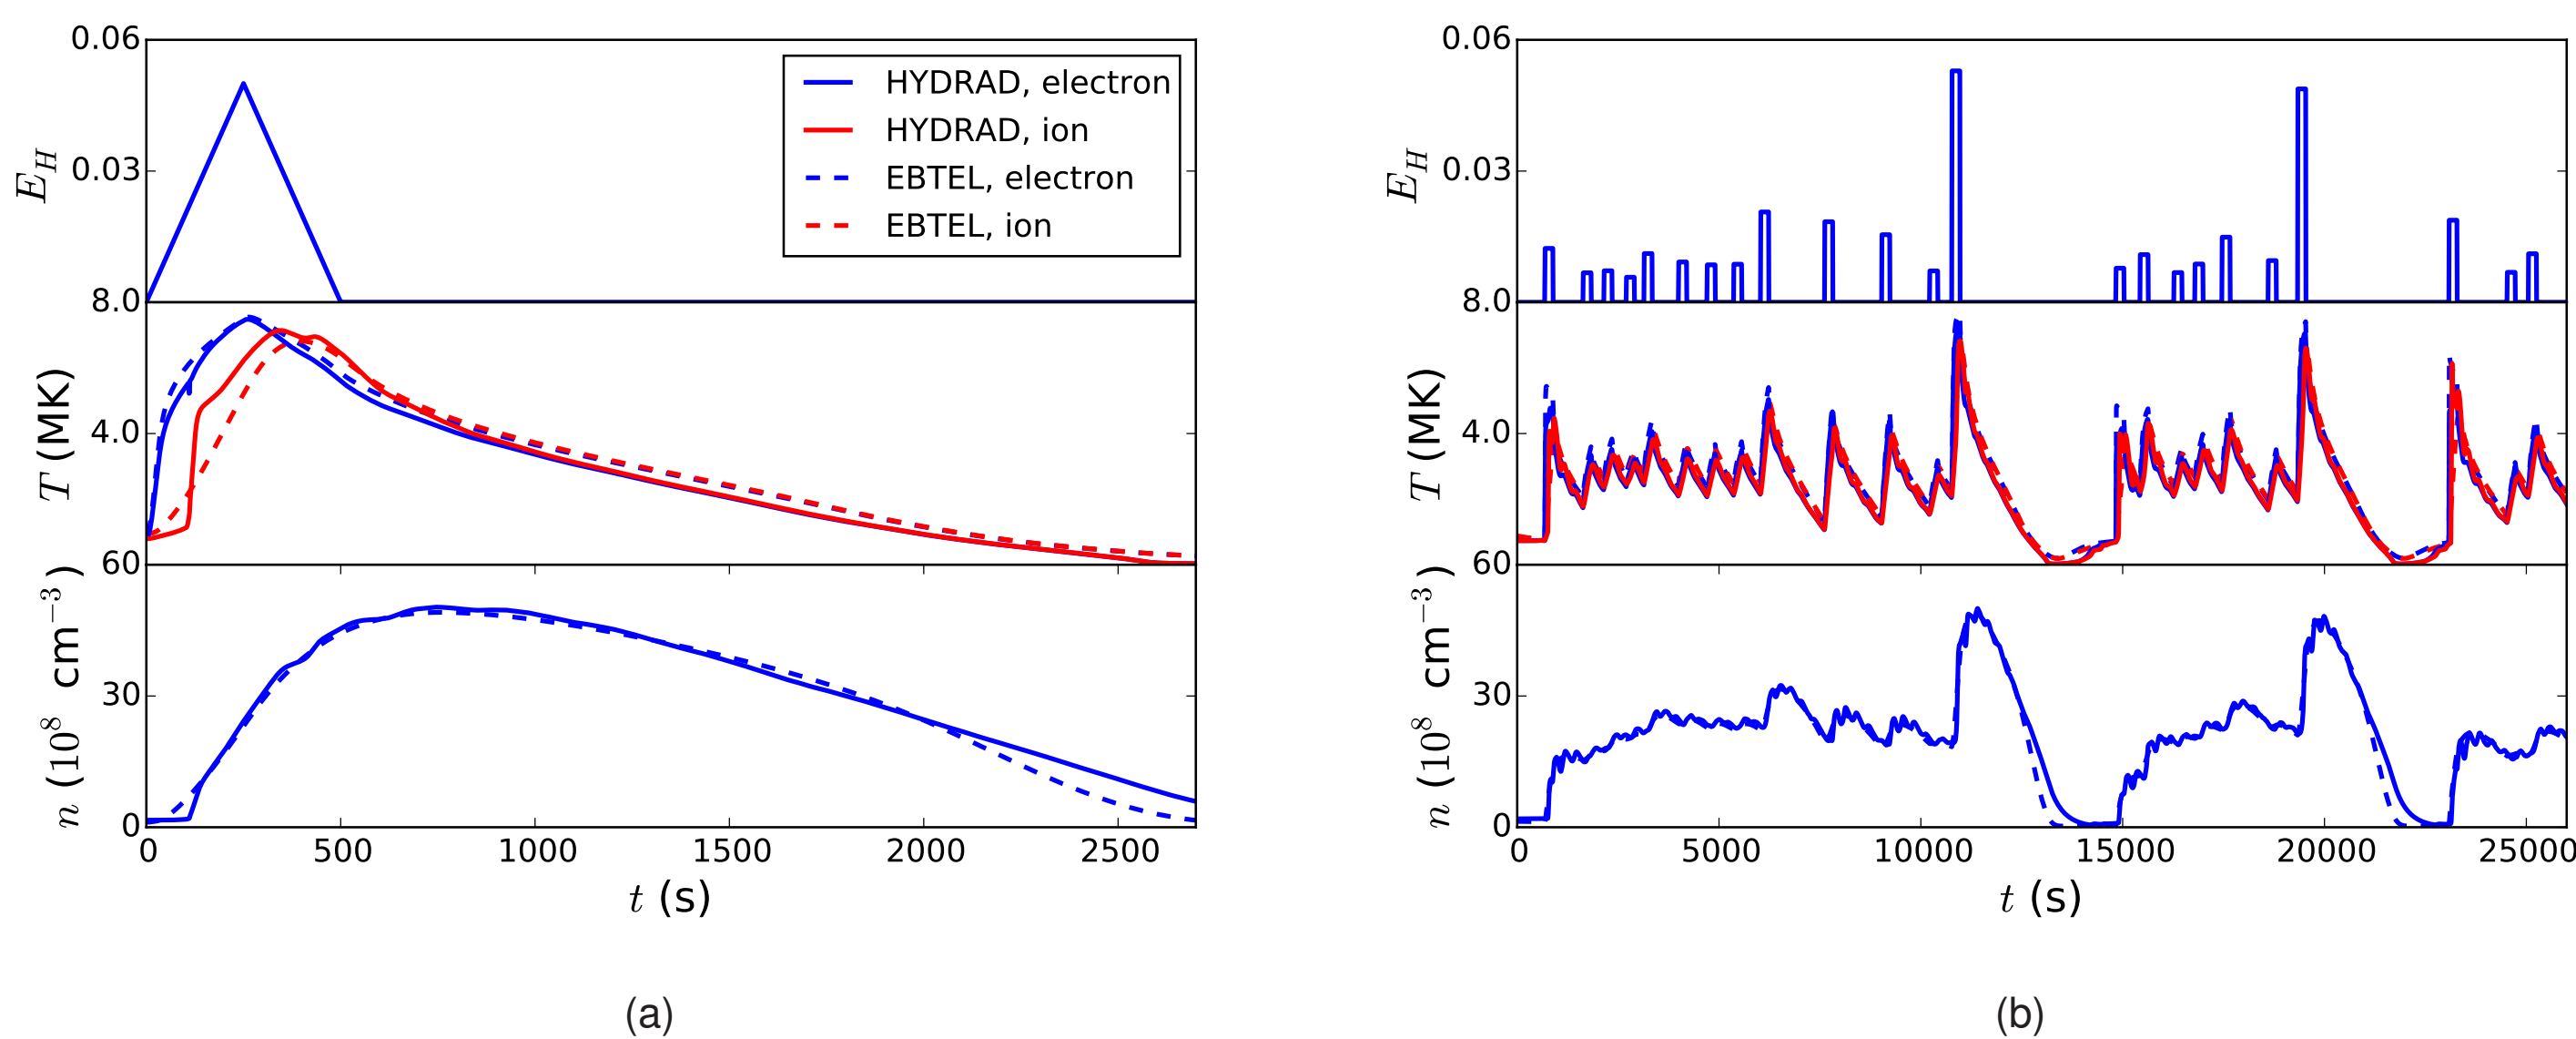 0.06
0.03
E_H
HYDRAD, electron
HYDRAD, ion
EBTEL, electron
EBTEL, ion
8.0
4.0
T (MK)
60
30
0
n (10^8 cm^−3)
0 500 1000 1500 2000 2500
t (s)
(a)
0.06
0.03
E_H
8.0
4.0
T (MK)
60
30
0
n (10^8 cm^−3)
0 5000 10000 15000 20000 25000
t (s)
(b)